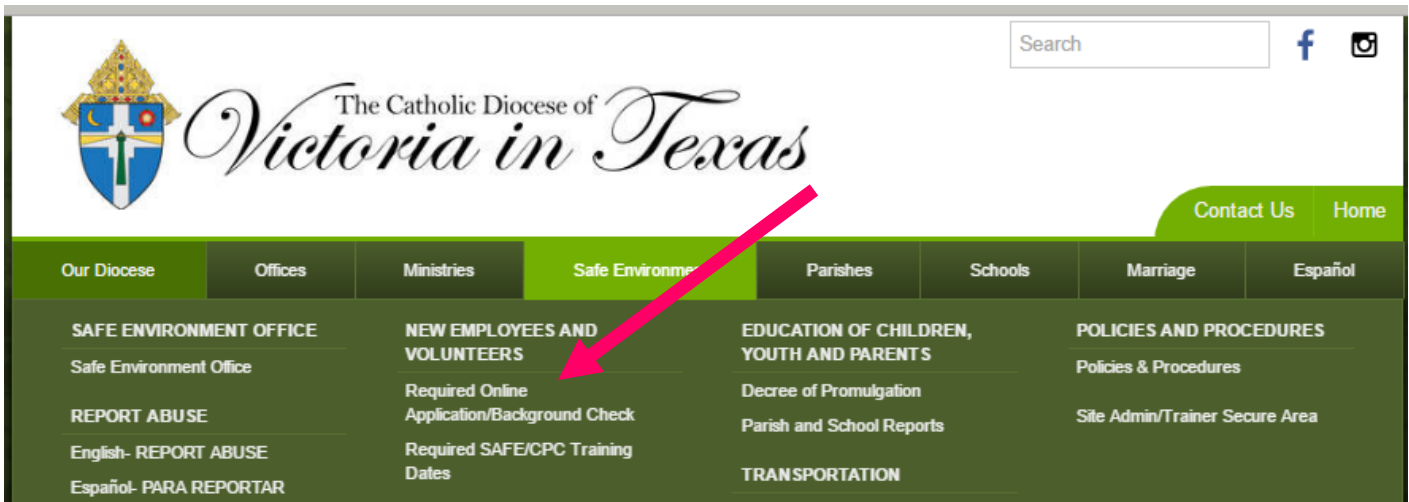 Search
The Catholic Diocese of
Victoria in Texas
Contact Us Home
Our Diocese Offices Ministries Safe Environme Parishes Schools Marriage Español
SAFE ENVIRONMENT OFFICE
Safe Environment Office
REPORT ABUSE
English- REPORT ABUSE
Español- PARA REPORTAR
NEW EMPLOYEES AND
VOLUNTEERS
Required Online
Application/Background Check
Required SAFE/CPC Training
Dates
EDUCATION OF CHILDREN,
YOUTH AND PARENTS
Decree of Promulgation
Parish and School Reports
TRANSPORTATION
POLICIES AND PROCEDURES
Policies & Procedures
Site Admin/Trainer Secure Area